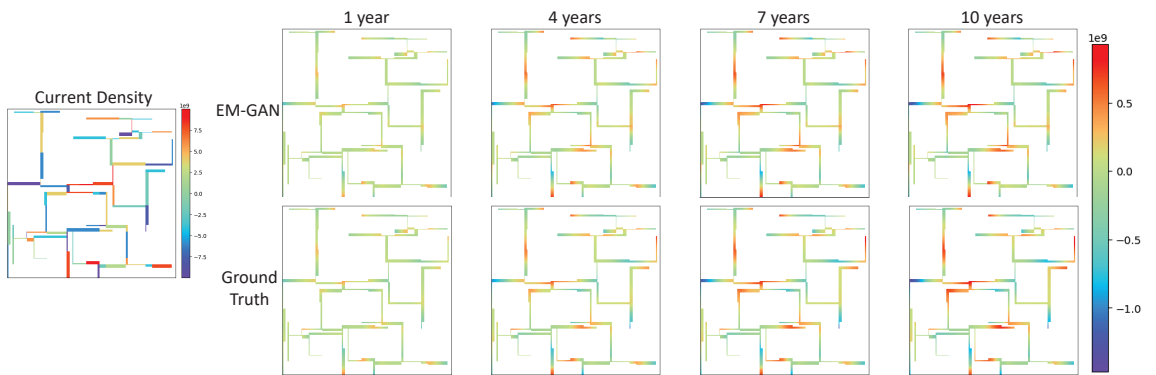 1 year
4 years
7 years
10 years
1e9
EM-GAN
0.5
0.0
−0.5
−1.0
Current Density
1e9
7.5
5.0
2.5
0.0
−2.5
−5.0
−7.5
Ground
Truth